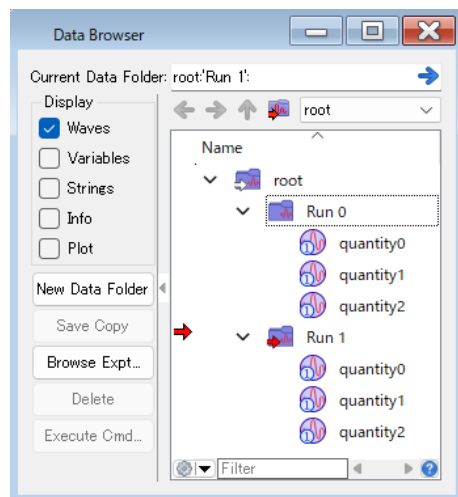 Data Browser
Current Data Folder: root:'Run 1':
Display
Waves
Variables
Strings
Info
Plot
New Data Folder
Save Copy
Browse Expt...
Delete
Execute Cmd...
root
Name
root
Run 0
quantity0
quantity1
quantity2
Run 1
quantity0
quantity1
quantity2
Filter